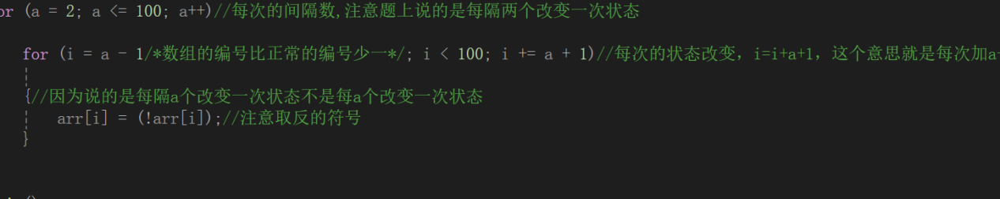 or (a = 2; a <= 100; a++)//每次的间隔数,注意题上说的是每隔两个改变一次状态
for (i = a - 1/*数组的编号比正常的编号少一*/; i < 100; i += a + 1)//每次的状态改变，i=i+a+1，这个意思就是每次加a
{//因为说的是每隔a个改变一次状态不是每a个改变一次状态
arr[i] = (!arr[i]);//注意取反的符号
}